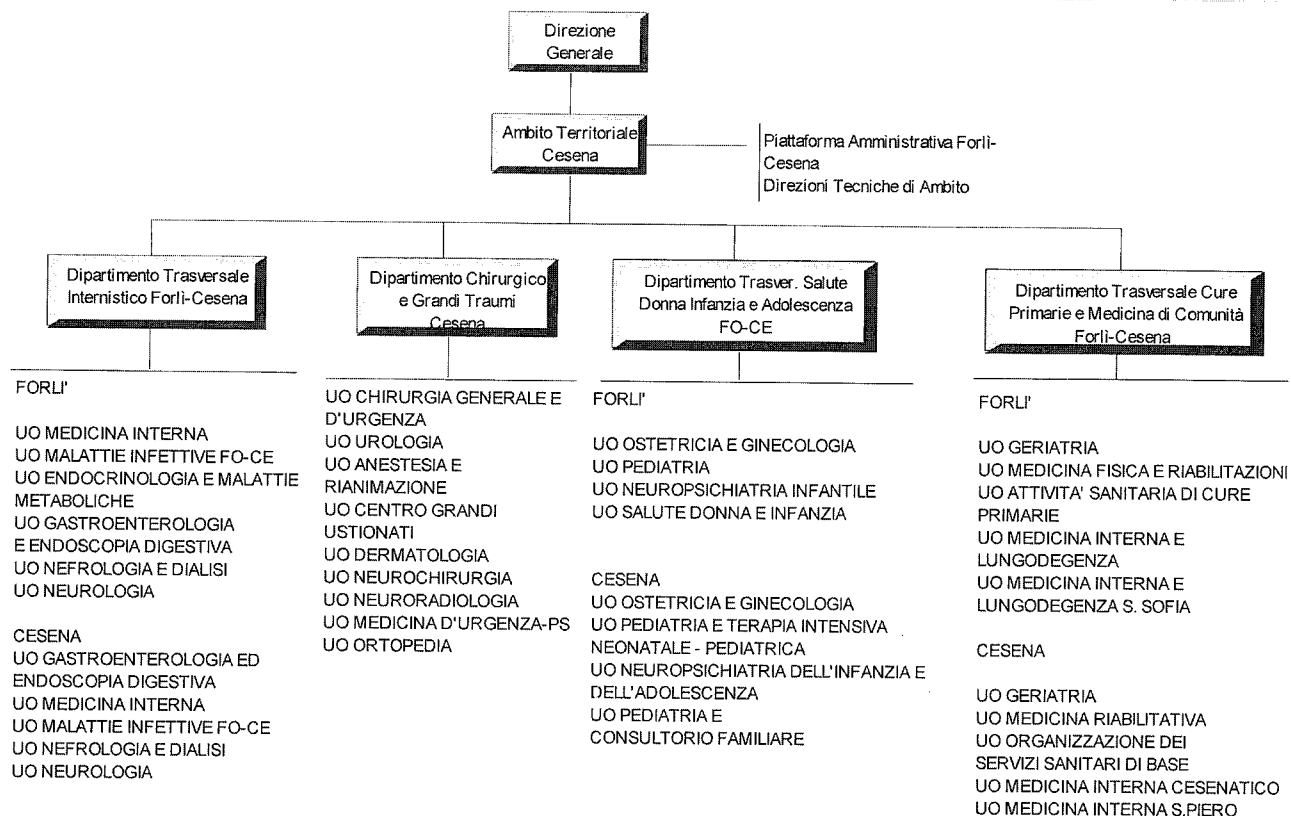 Direzione
Generale
Ambito Territoriale
Cesena
Piattaforma Amministrativa Forlì-
Cesena
Direzioni Tecniche di Ambito
Dipartimento Trasversale
Internistico Forlì-Cesena
FORLI'
UO MEDICINA INTERNA
UO MALATTIE INFETTIVE FO-CE
UO ENDOCRINOLOGIA E MALATTIE
METABOLICHE
UO GASTROENTEROLOGIA
E ENDOSCOPIA DIGESTIVA
UO NEFROLOGIA E DIALISI
UO NEUROLOGIA
CESENA
UO GASTROENTEROLOGIA ED
ENDOSCOPIA DIGESTIVA
UO MEDICINA INTERNA
UO MALATTIE INFETTIVE FO-CE
UO NEFROLOGIA E DIALISI
UO NEUROLOGIA
Dipartimento Chirurgico
e Grandi Traumi
Cesena
UO CHIRURGIA GENERALE E
D'URGENZA
UO UROLOGIA
UO ANESTESIA E
RIANIMAZIONE
UO CENTRO GRANDI
USTIONATI
UO DERMATOLOGIA
UO NEUROCHIRURGIA
UO NEURORADIOLOGIA
UO MEDICINA D'URGENZA-PS
UO ORTOPEDIA
Dipartimento Trasver. Salute
Donna Infanzia e Adolescenza
FO-CE
FORLI'
UO OSTETRICIA E GINECOLOGIA
UO PEDIATRIA
UO NEUROPSICHIATRIA INFANTILE
UO SALUTE DONNA E INFANZIA
CESENA
UO OSTETRICIA E GINECOLOGIA
UO PEDIATRIA E TERAPIA INTENSIVA
NEONATALE - PEDIATRICA
UO NEUROPSICHIATRIA DELL'INFANZIA E
DELL'ADOLESCENZA
UO PEDIATRIA E
CONSULTORIO FAMILIARE
Dipartimento Trasversale Cure
Primarie e Medicina di Comunità
Forlì-Cesena
FORLI'
UO GERIATRIA
UO MEDICINA FISICA E RIABILITAZIONI
UO ATTIVITA' SANITARIA DI CURE
PRIMARIE
UO MEDICINA INTERNA E
LUNGODEGENZA
UO MEDICINA INTERNA E
LUNGODEGENZA S. SOFIA
CESENA
UO GERIATRIA
UO MEDICINA RIABILITATIVA
UO ORGANIZZAZIONE DEI
SERVIZI SANITARI DI BASE
UO MEDICINA INTERNA CESENATICO
UO MEDICINA INTERNA S.PIERO